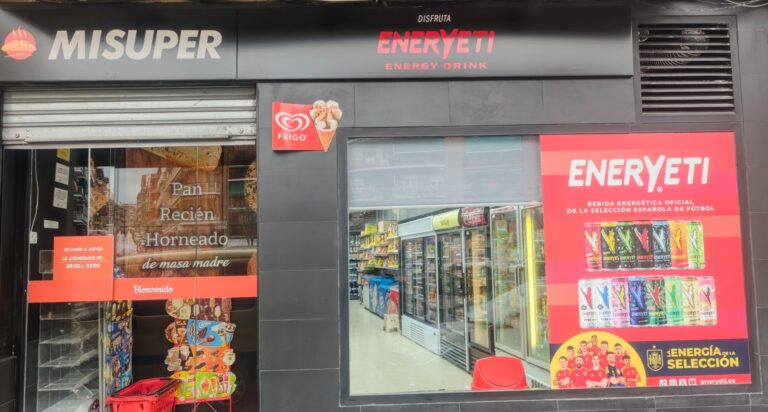 MISUPER
DISFRUTA
ENERYETI
ENERGY DRINK
FRIGO
Pan
Recién
Horneado
de masa madre
DE LUNES A JUEVES
LE ATENDEMOS DE:
09:00 a 23:00
Bienvenido
ENERYETI
BEBIDA ENERGÉTICA OFICIAL
DE LA SELECCIÓN ESPAÑOLA DE FÚTBOL
LA ENERGÍA DE LA
SELECCIÓN
eneryeti.es